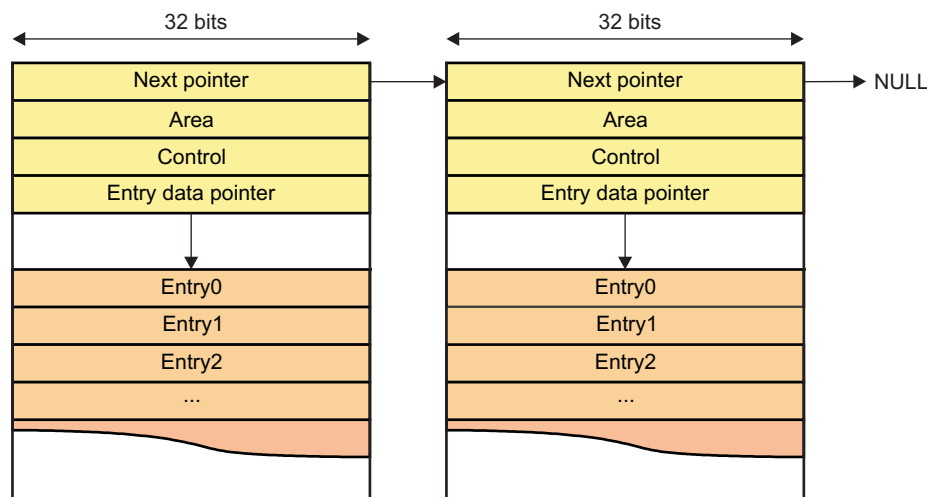 32 bits
Next pointer
Area
Control
Entry data pointer
Entry0
Entry1
Entry2
...
32 bits
Next pointer
Area
Control
Entry data pointer
Entry0
Entry1
Entry2
...
NULL